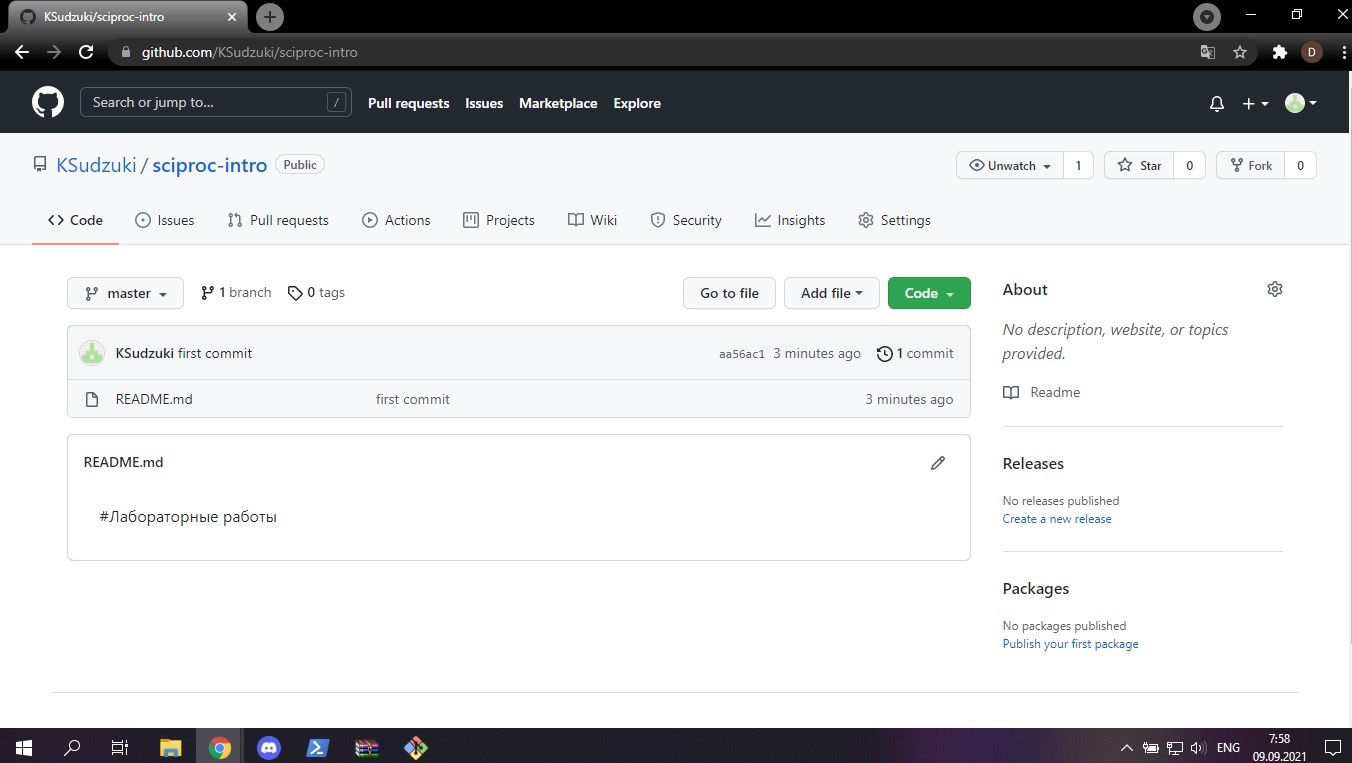 KSudzuki/sciproc-intro
github.com/KSudzuki/sciproc-intro
D
Search or jump to... /
Pull requests Issues Marketplace Explore
KSudzuki / sciproc-intro Public
Unwatch 1 Star 0 Fork 0
Code Issues Pull requests Actions Projects Wiki Security Insights Settings
master 1 branch 0 tags Go to file Add file Code
KSudzuki first commit aa56ac1 3 minutes ago 1 commit
README.md first commit 3 minutes ago
README.md
#Лабораторные работы
About
No description, website, or topics
provided.
Readme
Releases
No releases published
Create a new release
Packages
No packages published
Publish your first package
ENG
7:58
09.09.2021